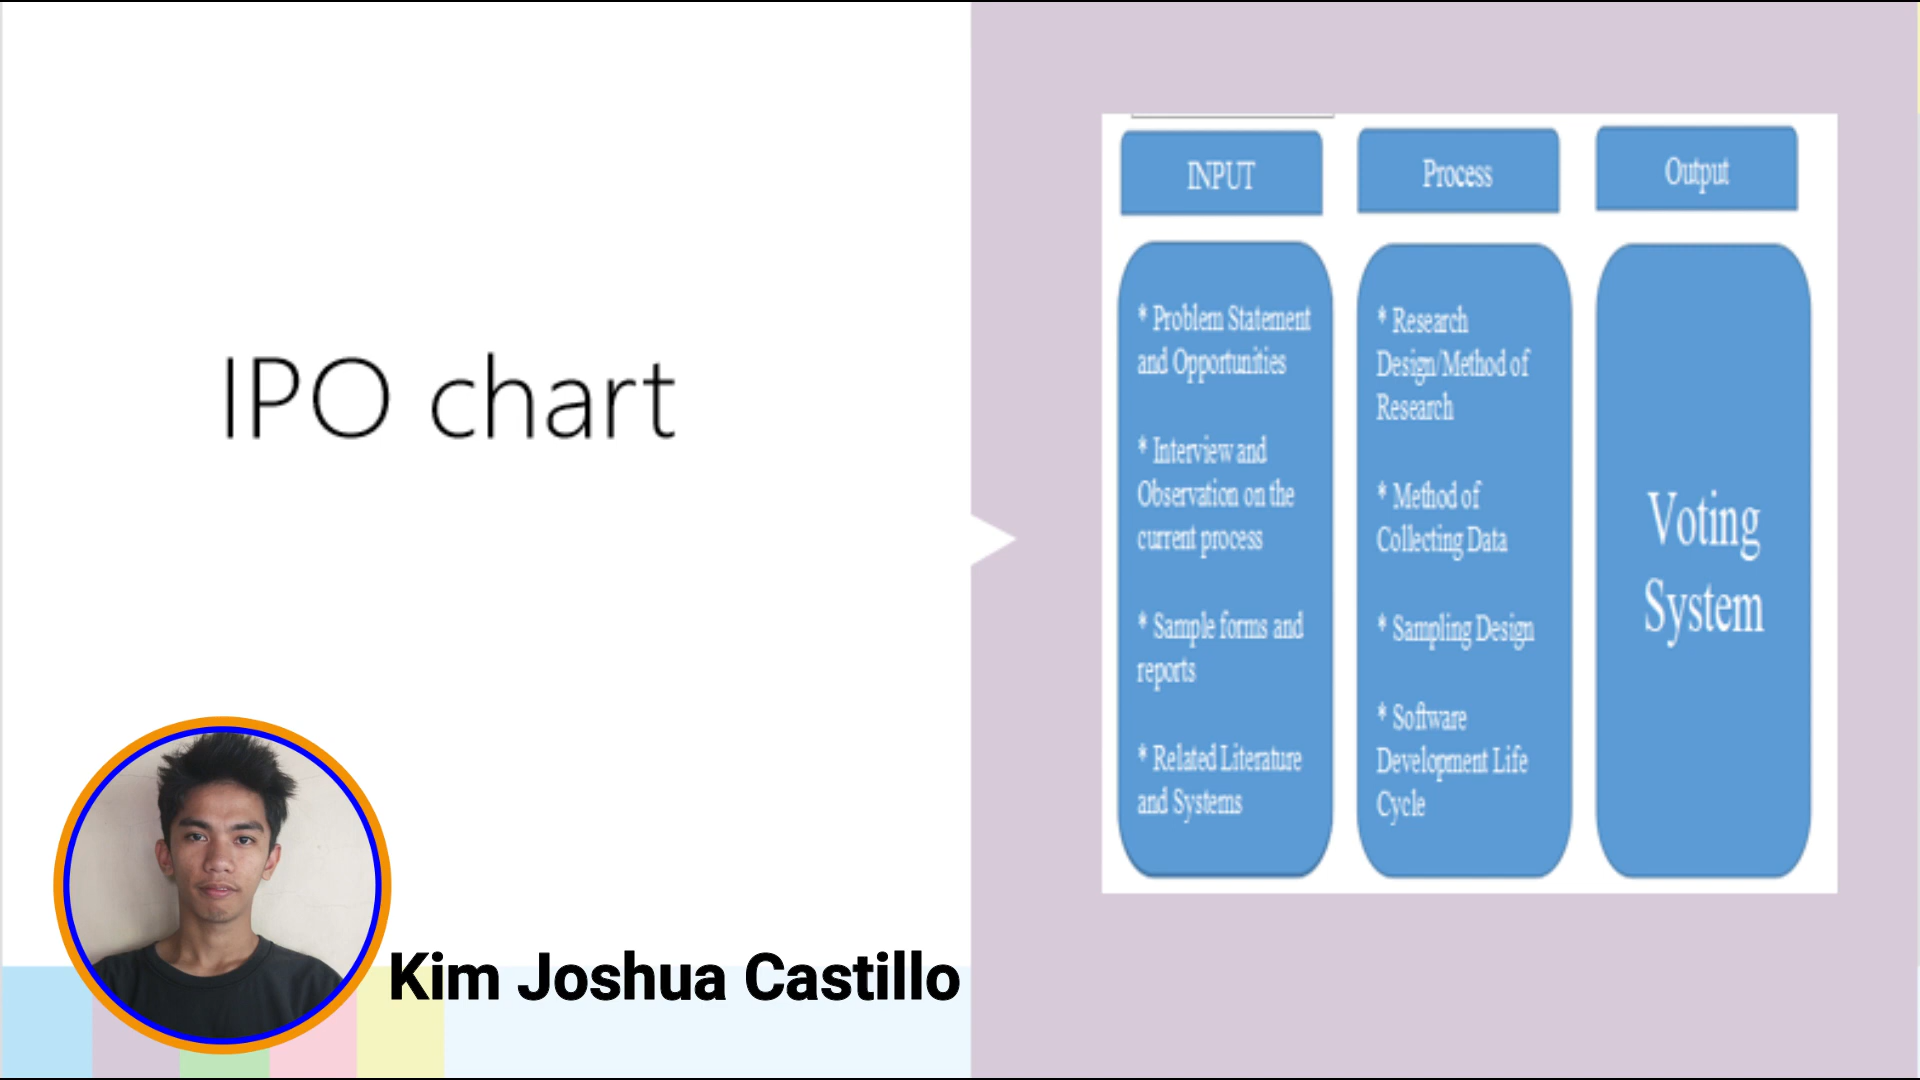 IPO chart
Kim Joshua Castillo
INPUT
* Problem Statement
and Opportunities
* Interview and
Observation on the
current process
* Sample forms and
reports
* Related Literature
and Systems
Process
* Research
Design/Method of
Research
* Method of
Collecting Data
* Sampling Design
* Software
Development Life
Cycle
Output
Voting
System